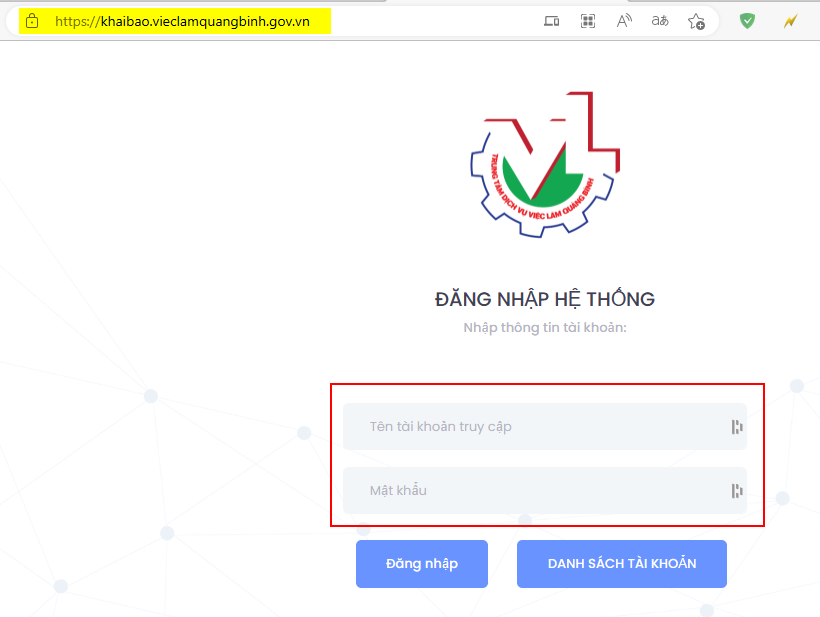 https://khaibao.vieclamquangbinh.gov.vn
TRUNG TÂM DỊCH VỤ VIỆC LÀM QUẢNG BÌNH
ĐĂNG NHẬP HỆ THỐNG
Nhập thông tin tài khoản:
Tên tài khoản truy cập
Mật khẩu
Đăng nhập
DANH SÁCH TÀI KHOẢN